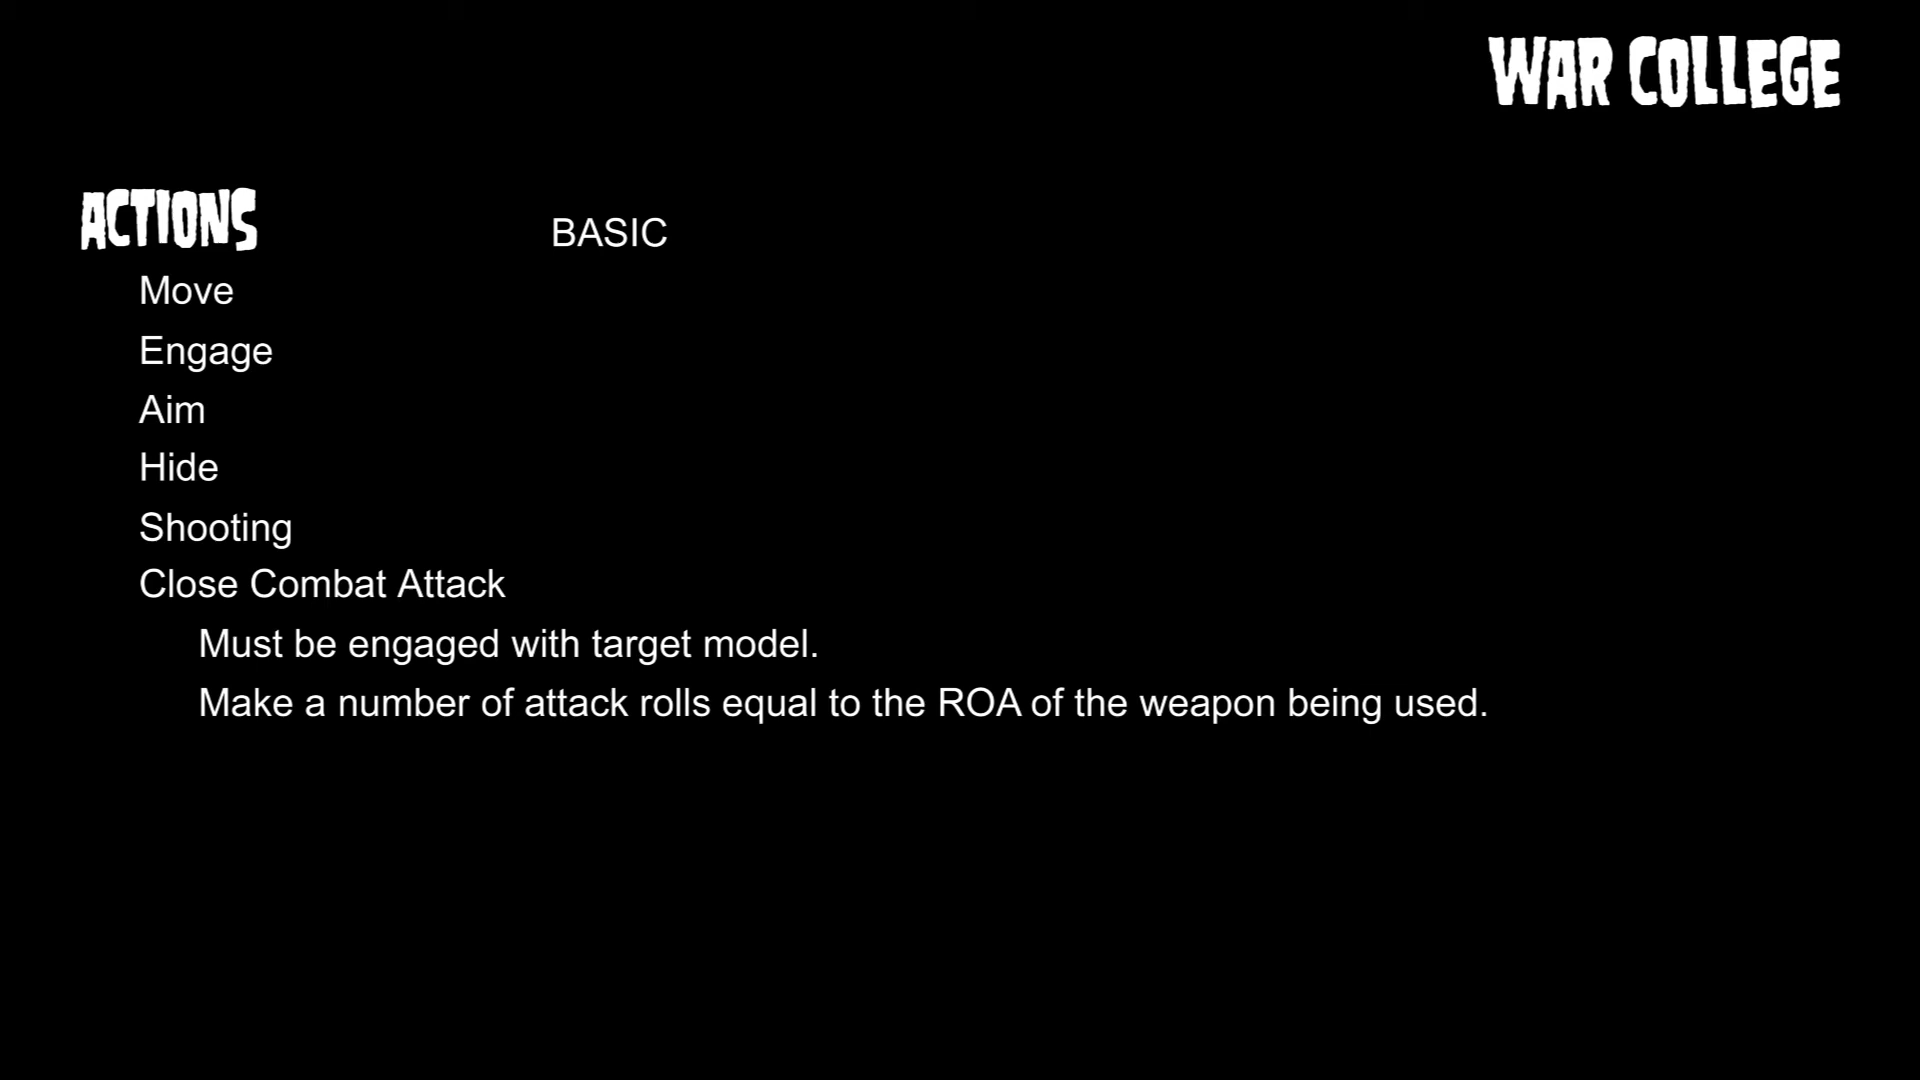 WAR COLLEGE
ACTIONS
BASIC
Move
Engage
Aim
Hide
Shooting
Close Combat Attack
Must be engaged with target model.
Make a number of attack rolls equal to the ROA of the weapon being used.